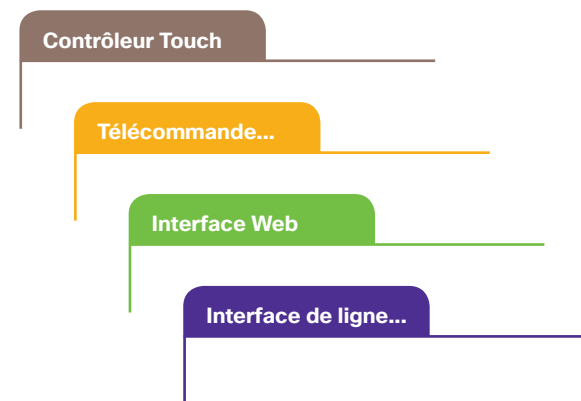 Contrôleur Touch
Télécommande...
Interface Web
Interface de ligne...